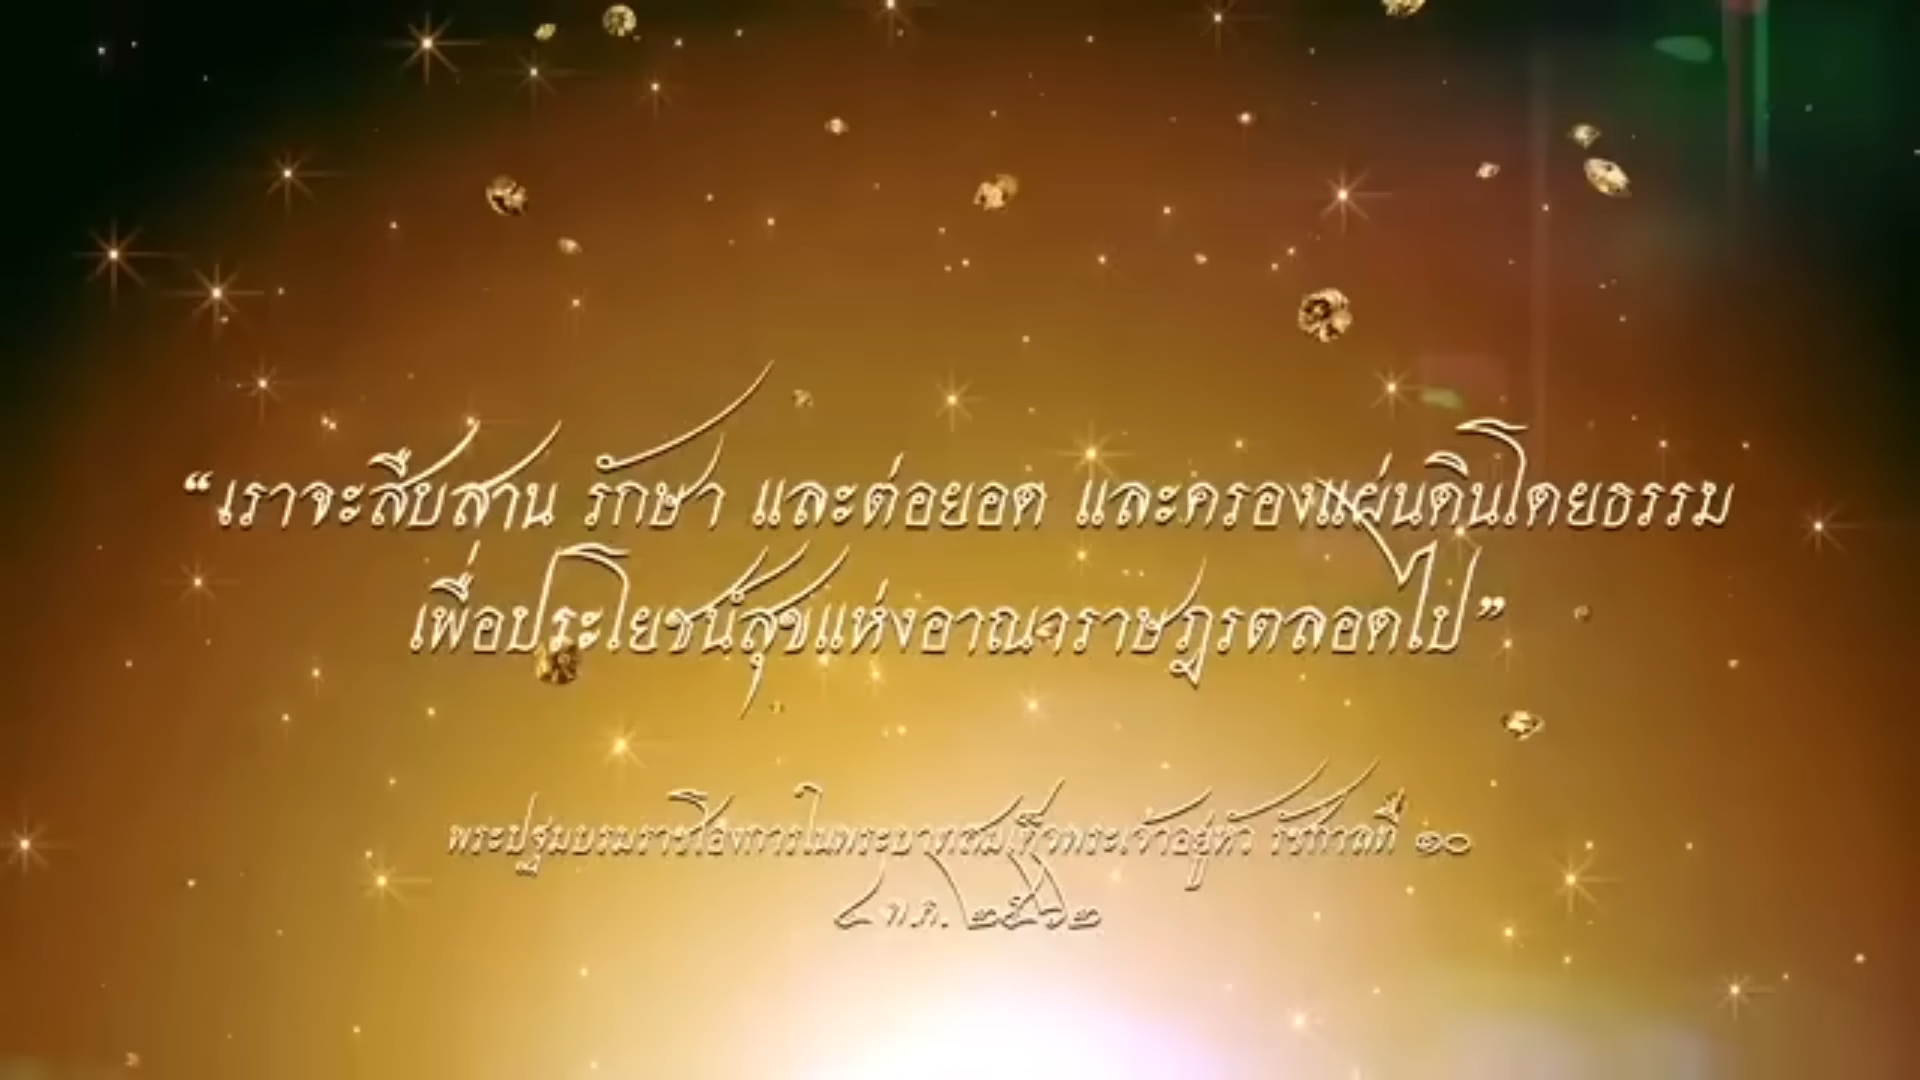 “เราจะสืบสาน รักษา และต่อยอด และครองแผ่นดินโดยธรรม
เพื่อประโยชน์สุขแห่งอาณาราษฎรตลอดไป”
พระปฐมบรมราชโองการในพระบาทสมเด็จพระเจ้าอยู่หัว รัชกาลที่ ๑๐
๔ พ.ค. ๒๕๖๒